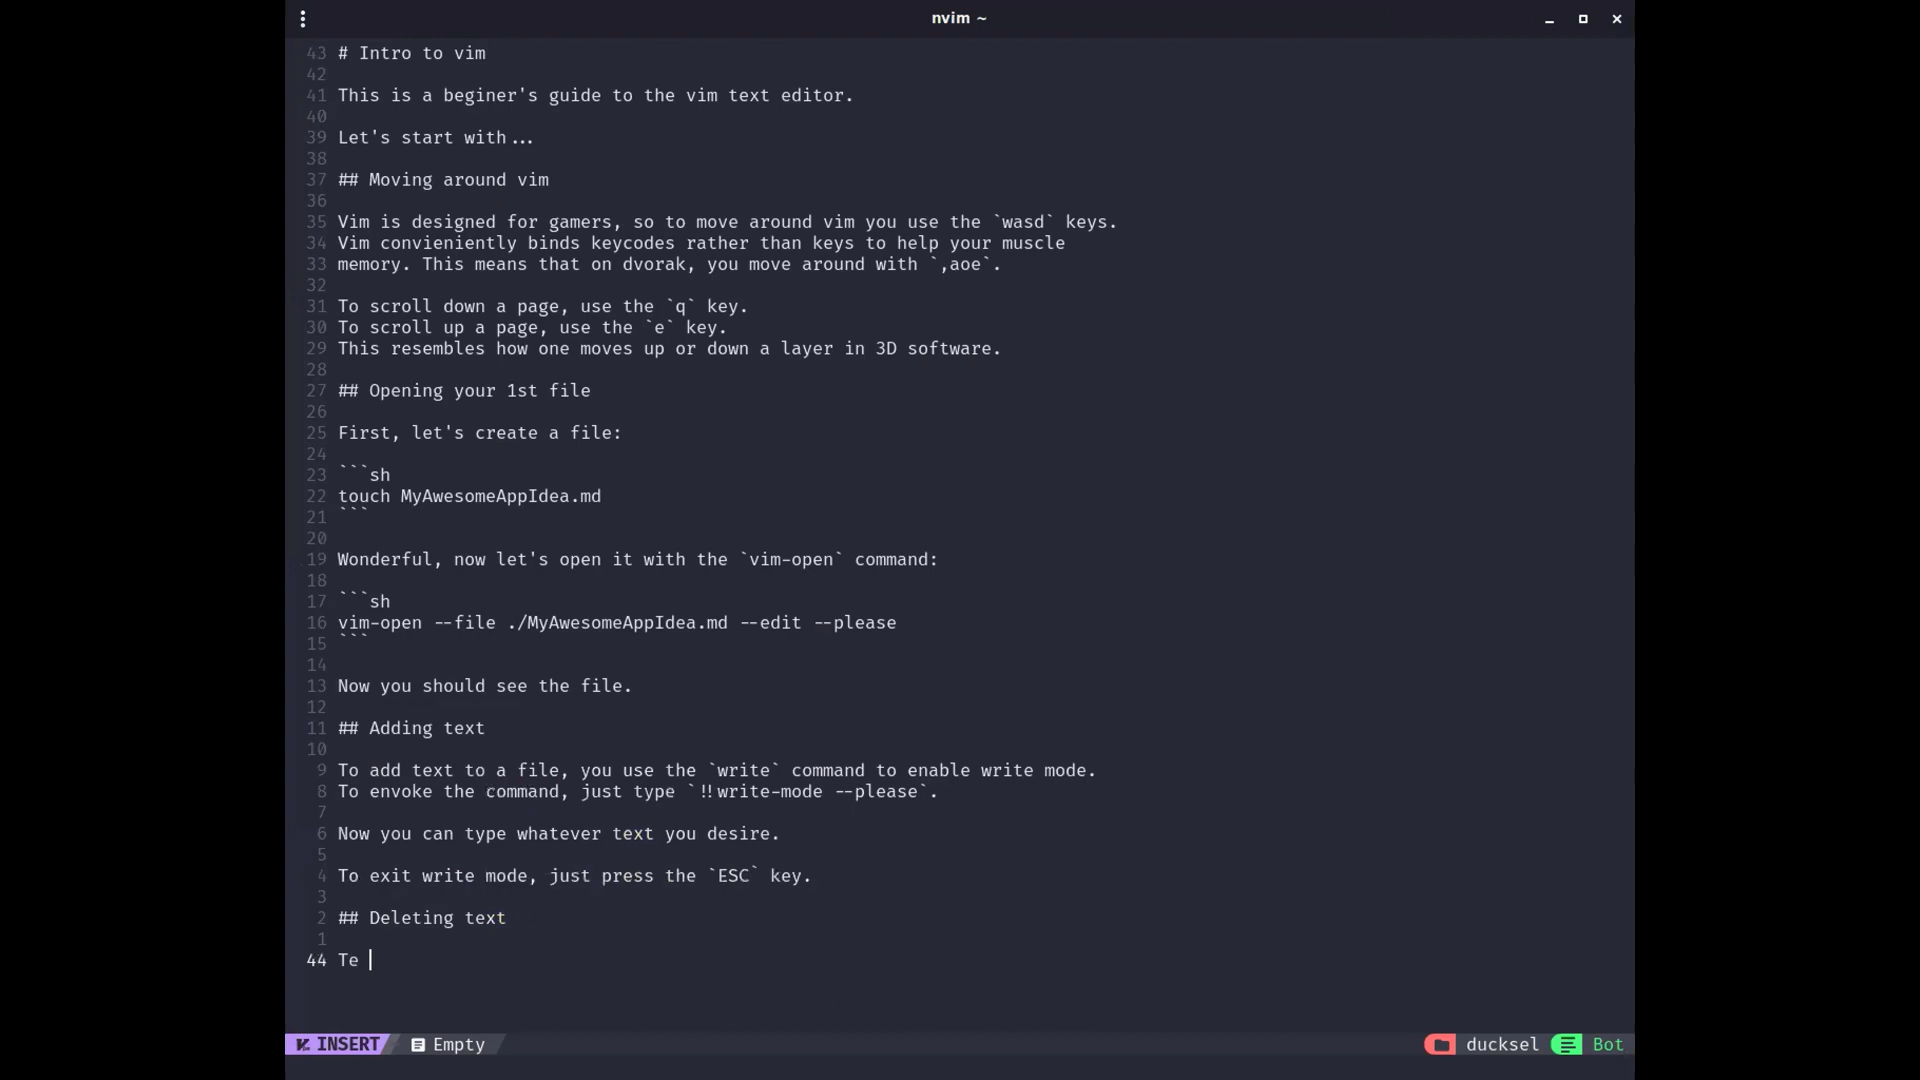 nvim ~
43 # Intro to vim
42
41 This is a beginer's guide to the vim text editor.
40
39 Let's start with...
38
37 ## Moving around vim
36
35 Vim is designed for gamers, so to move around vim you use the `wasd` keys.
34 Vim convieniently binds keycodes rather than keys to help your muscle
33 memory. This means that on dvorak, you move around with `,aoe`.
32
31 To scroll down a page, use the `q` key.
30 To scroll up a page, use the `e` key.
29 This resembles how one moves up or down a layer in 3D software.
28
27 ## Opening your 1st file
26
25 First, let's create a file:
24
23 ```sh
22 touch MyAwesomeAppIdea.md
21 ```
20
19 Wonderful, now let's open it with the `vim-open` command:
18
17 ```sh
16 vim-open --file ./MyAwesomeAppIdea.md --edit --please
15 ```
14
13 Now you should see the file.
12
11 ## Adding text
10
9 To add text to a file, you use the `write` command to enable write mode.
8 To envoke the command, just type `!!write-mode --please`.
7
6 Now you can type whatever text you desire.
5
4 To exit write mode, just press the `ESC` key.
3
2 ## Deleting text
1
44 Te
INSERT Empty ducksel Bot